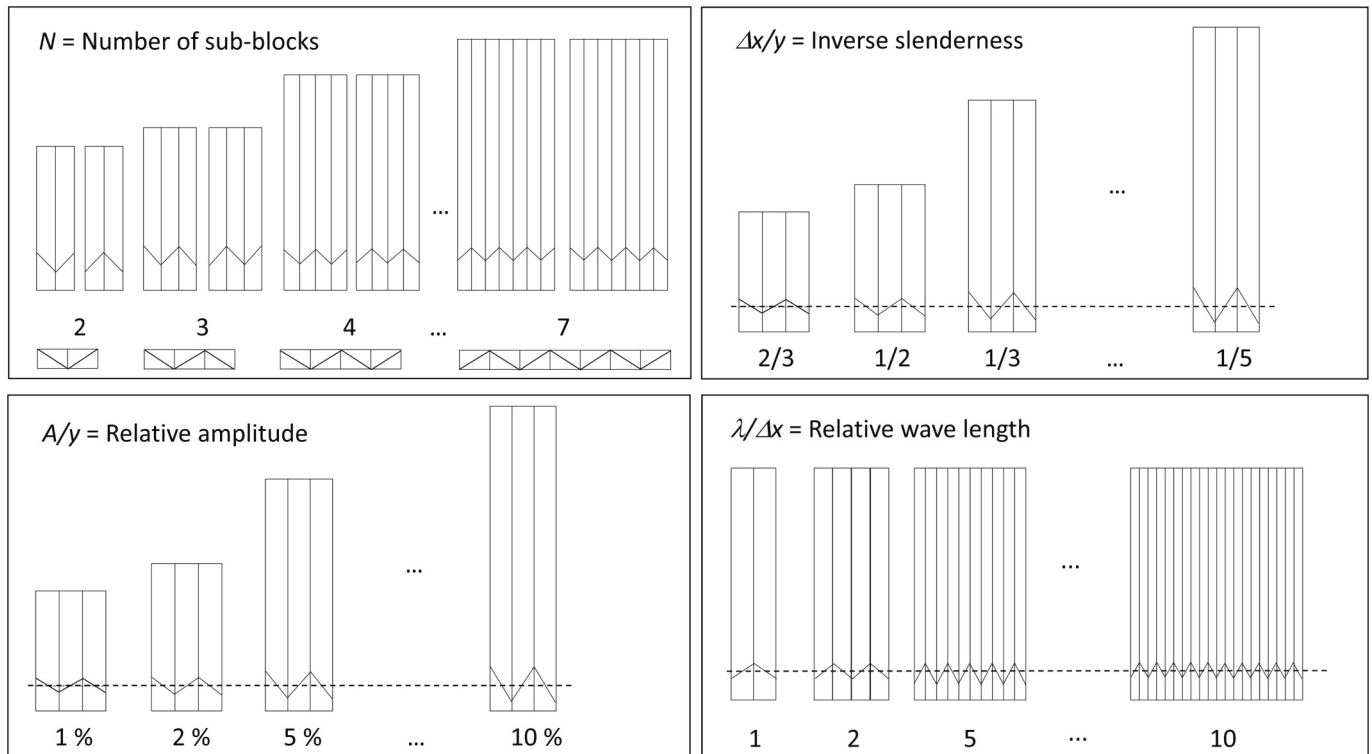 N = Number of sub-blocks
...
2 3 4 ... 7
Δx/y = Inverse slenderness
...
2/3 1/2 1/3 ... 1/5
A/y = Relative amplitude
...
1 % 2 % 5 % ... 10 %
λ/Δx = Relative wave length
...
1 2 5 ... 10